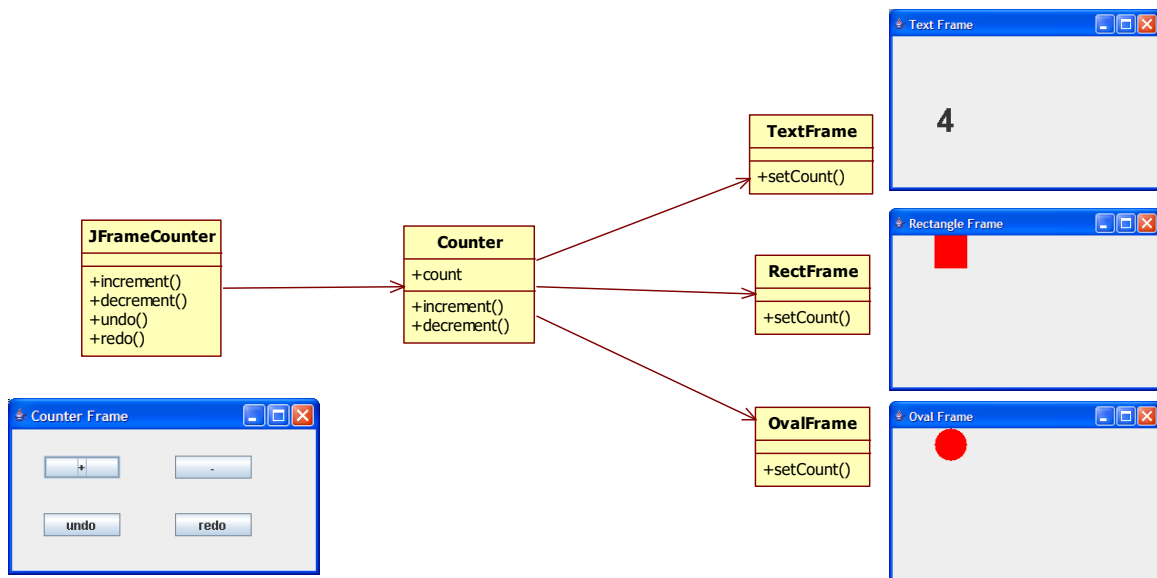 Text Frame
4
TextFrame
+setCount()
Rectangle Frame
JFrameCounter
+increment()
+decrement()
+undo()
+redo()
Counter
+count
+increment()
+decrement()
RectFrame
+setCount()
Counter Frame
+
-
undo
redo
OvalFrame
+setCount()
Oval Frame